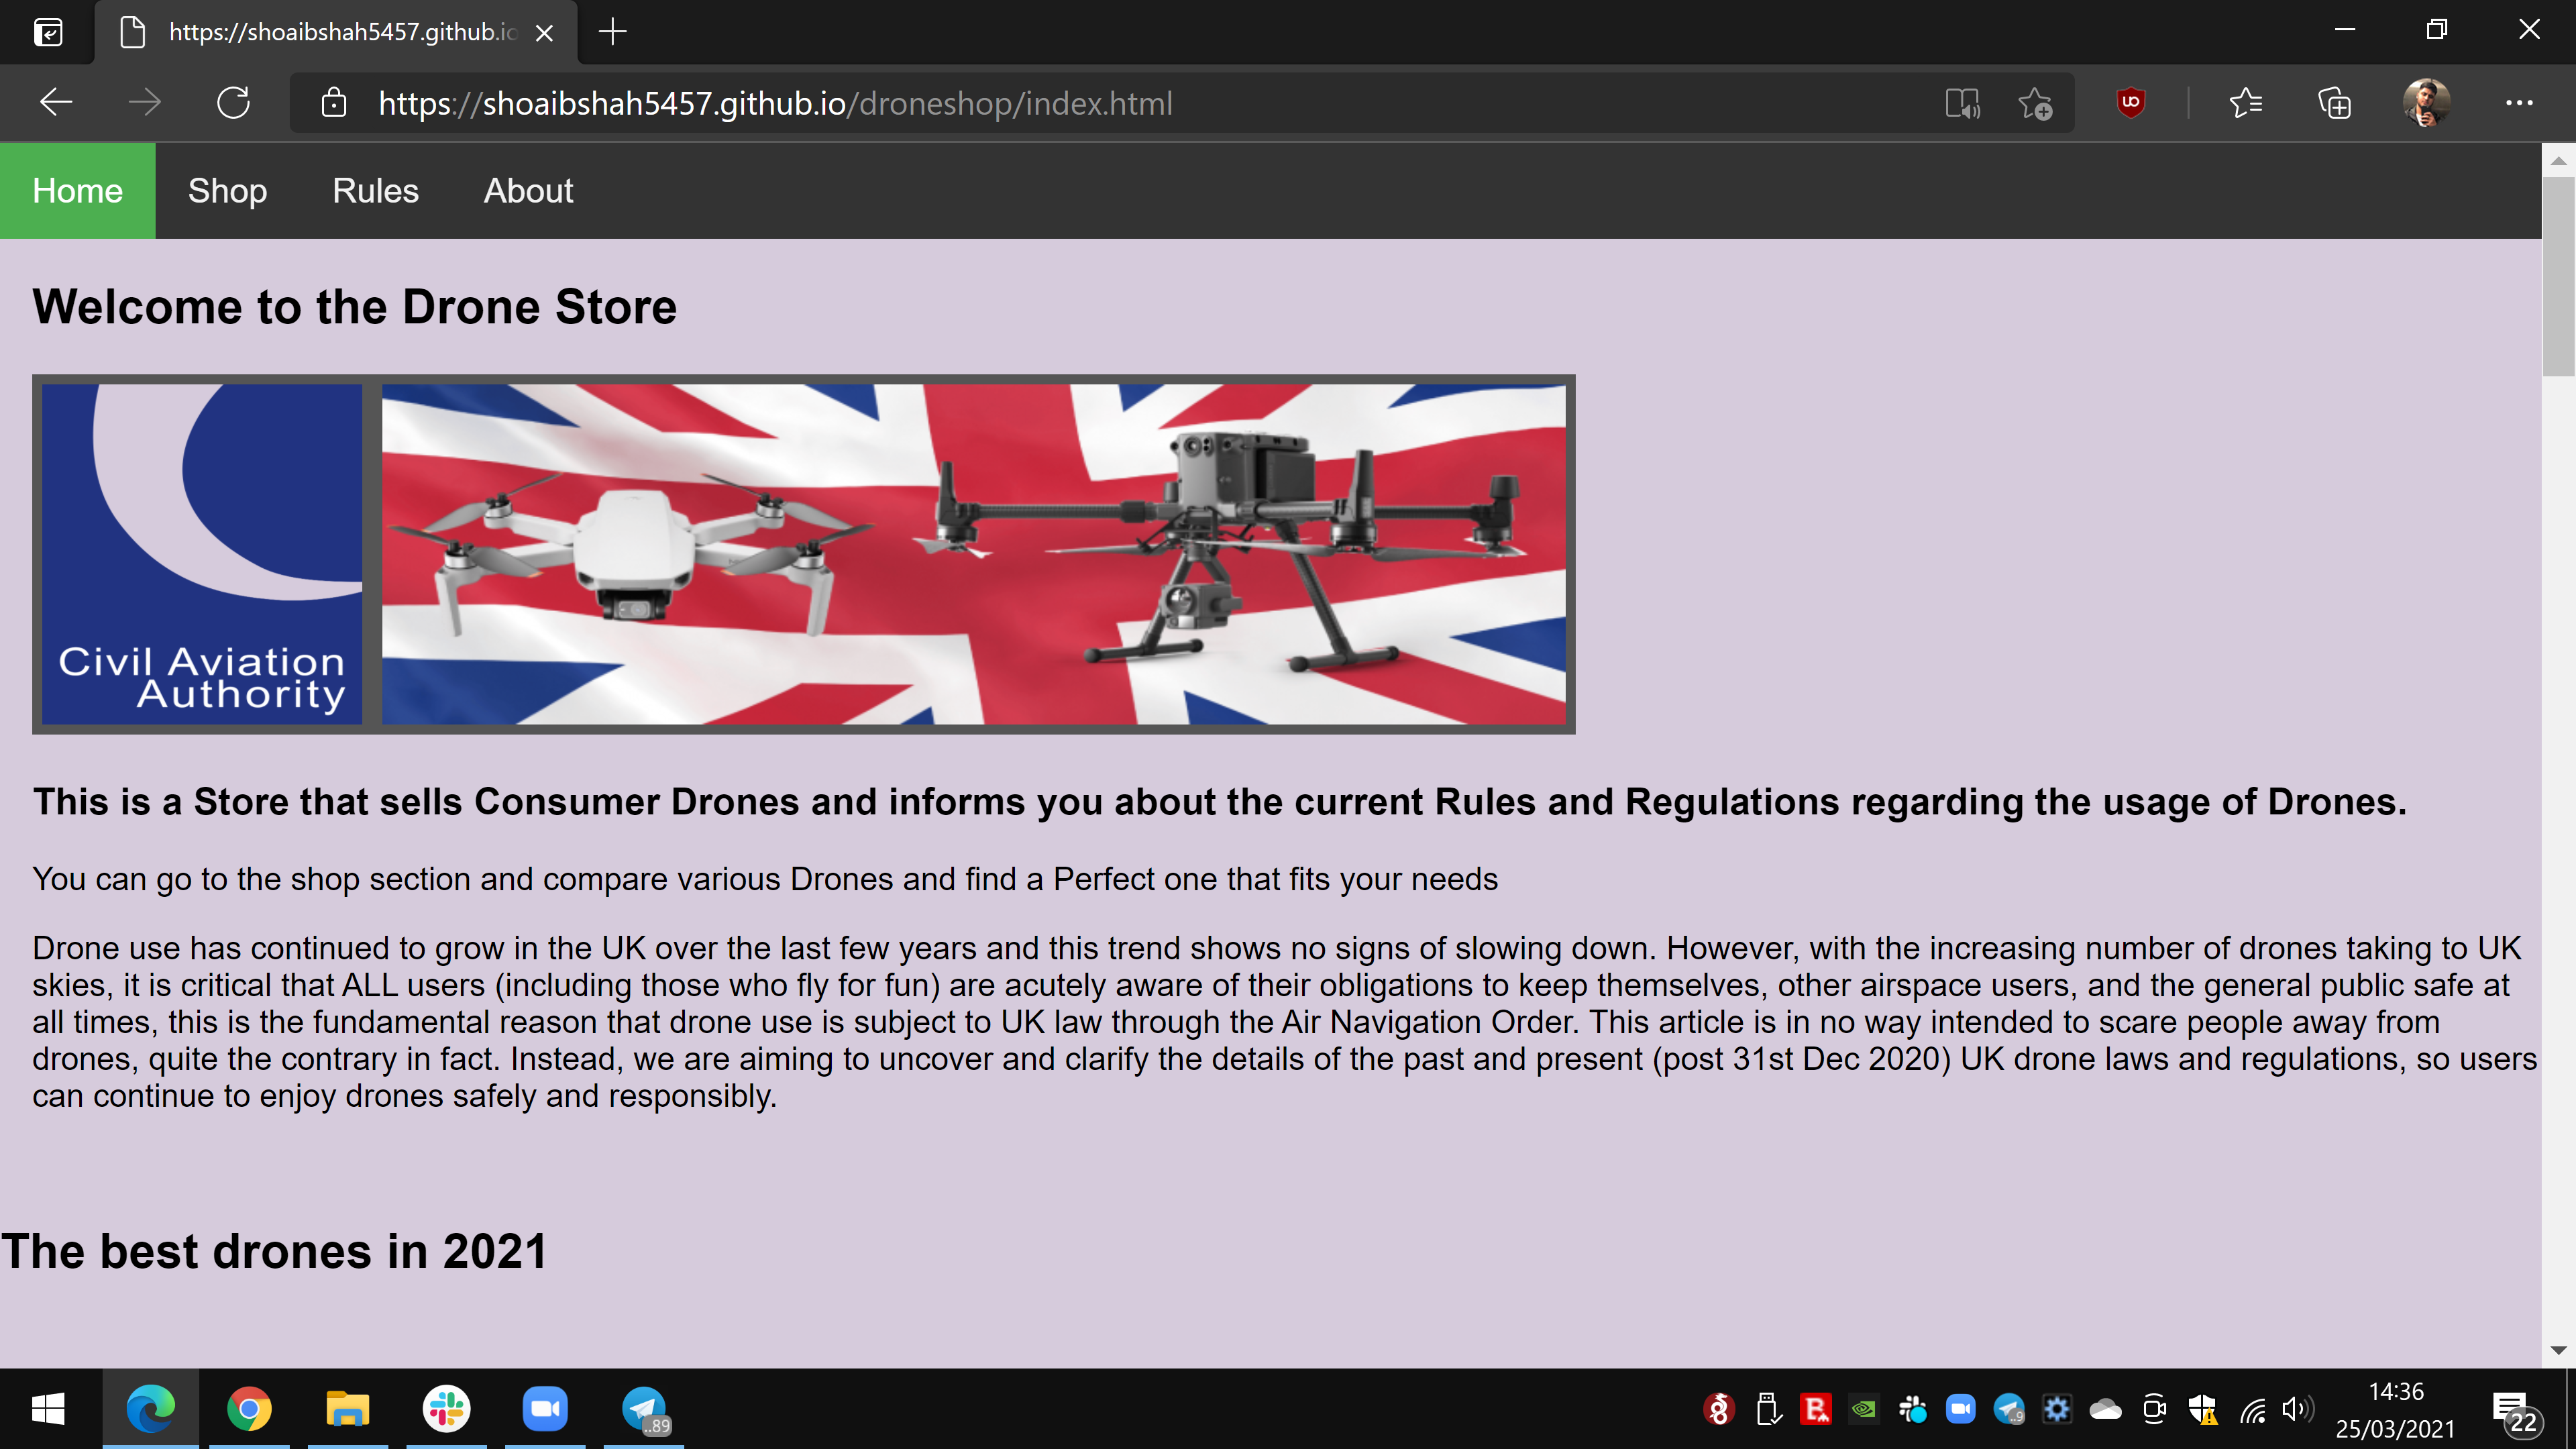 https://shoaibshah5457.github.io
https://shoaibshah5457.github.io/droneshop/index.html
Home Shop Rules About
Welcome to the Drone Store
Civil Aviation
Authority
This is a Store that sells Consumer Drones and informs you about the current Rules and Regulations regarding the usage of Drones.
You can go to the shop section and compare various Drones and find a Perfect one that fits your needs
Drone use has continued to grow in the UK over the last few years and this trend shows no signs of slowing down. However, with the increasing number of drones taking to UK
skies, it is critical that ALL users (including those who fly for fun) are acutely aware of their obligations to keep themselves, other airspace users, and the general public safe at
all times, this is the fundamental reason that drone use is subject to UK law through the Air Navigation Order. This article is in no way intended to scare people away from
drones, quite the contrary in fact. Instead, we are aiming to uncover and clarify the details of the past and present (post 31st Dec 2020) UK drone laws and regulations, so users
can continue to enjoy drones safely and responsibly.
The best drones in 2021
..89
..9
14:36
25/03/2021
22